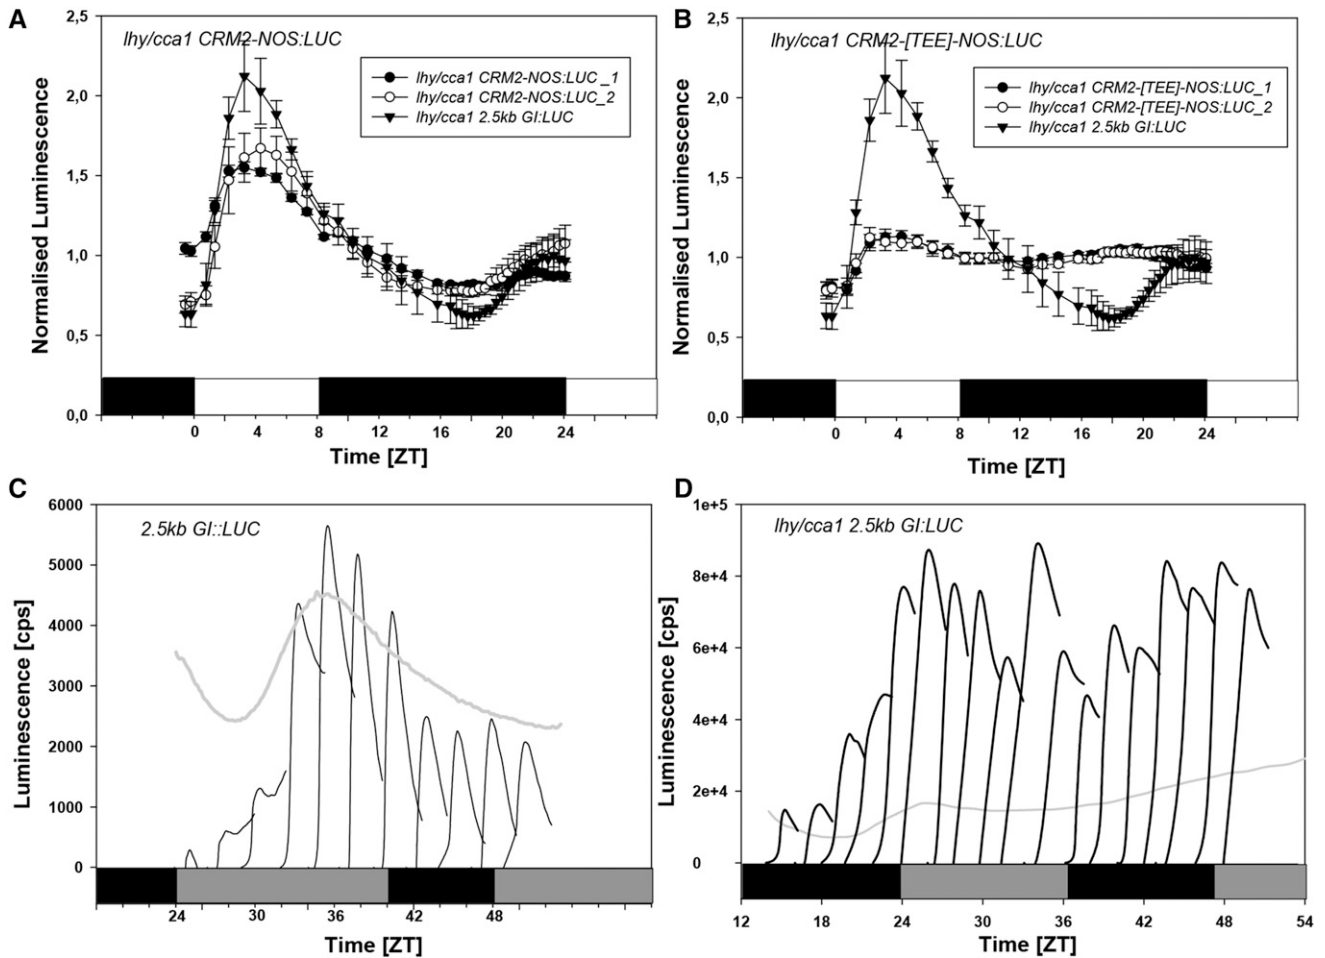 A
lhy/cca1 CRM2-NOS:LUC
lhy/cca1 CRM2-NOS:LUC_1
lhy/cca1 CRM2-NOS:LUC_2
lhy/cca1 2.5kb GI:LUC
Normalised Luminescence
2,5
2,0
1,5
1,0
0,5
0,0
0 4 8 12 16 20 24
Time [ZT]
B
lhy/cca1 CRM2-[TEE]-NOS:LUC
lhy/cca1 CRM2-[TEE]-NOS:LUC_1
lhy/cca1 CRM2-[TEE]-NOS:LUC_2
lhy/cca1 2.5kb GI:LUC
Normalised Luminescence
2,5
2,0
1,5
1,0
0,5
0,0
0 4 8 12 16 20 24
Time [ZT]
C
2.5kb GI::LUC
Luminescence [cps]
6000
5000
4000
3000
2000
1000
0
24 30 36 42 48
Time [ZT]
D
lhy/cca1 2.5kb GI:LUC
Luminescence [cps]
1e+5
8e+4
6e+4
4e+4
2e+4
0
12 18 24 30 36 42 48 54
Time [ZT]